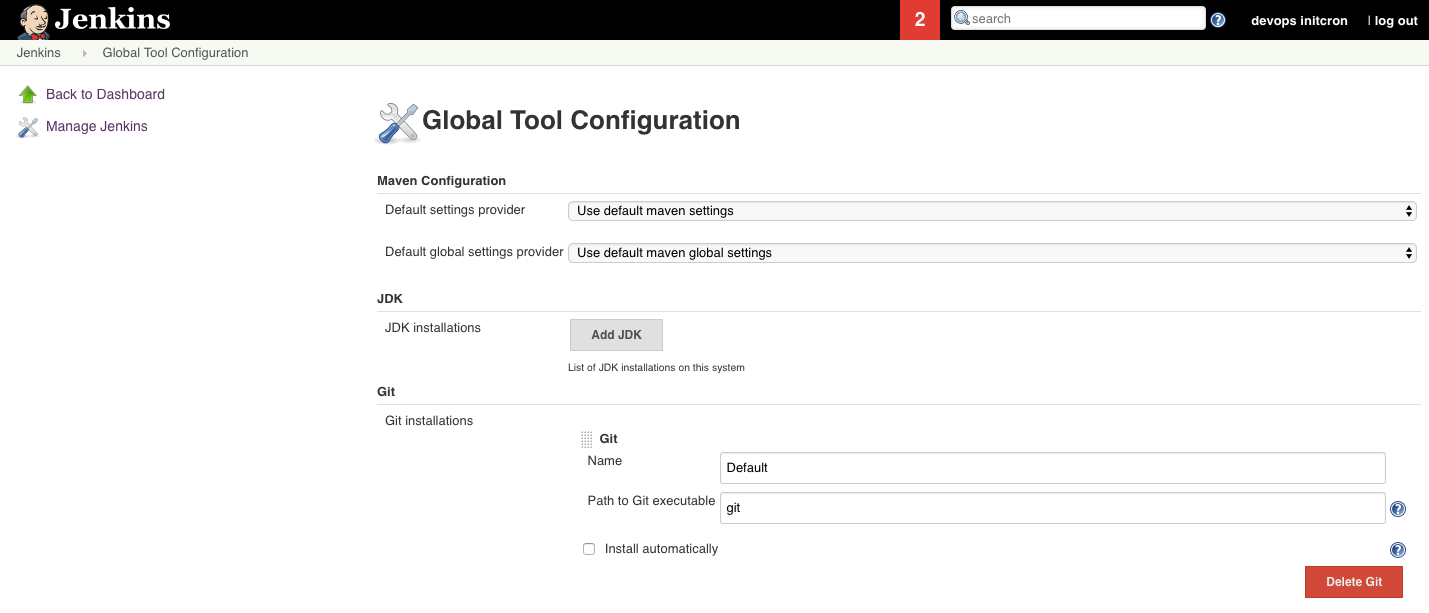 Jenkins
2
search
?
devops initcron
| log out
Jenkins
Global Tool Configuration
Back to Dashboard
Manage Jenkins
Global Tool Configuration
Maven Configuration
Default settings provider
Use default maven settings
Default global settings provider
Use default maven global settings
JDK
JDK installations
Add JDK
List of JDK installations on this system
Git
Git installations
Git
Name
Default
Path to Git executable
git
?
Install automatically
?
Delete Git